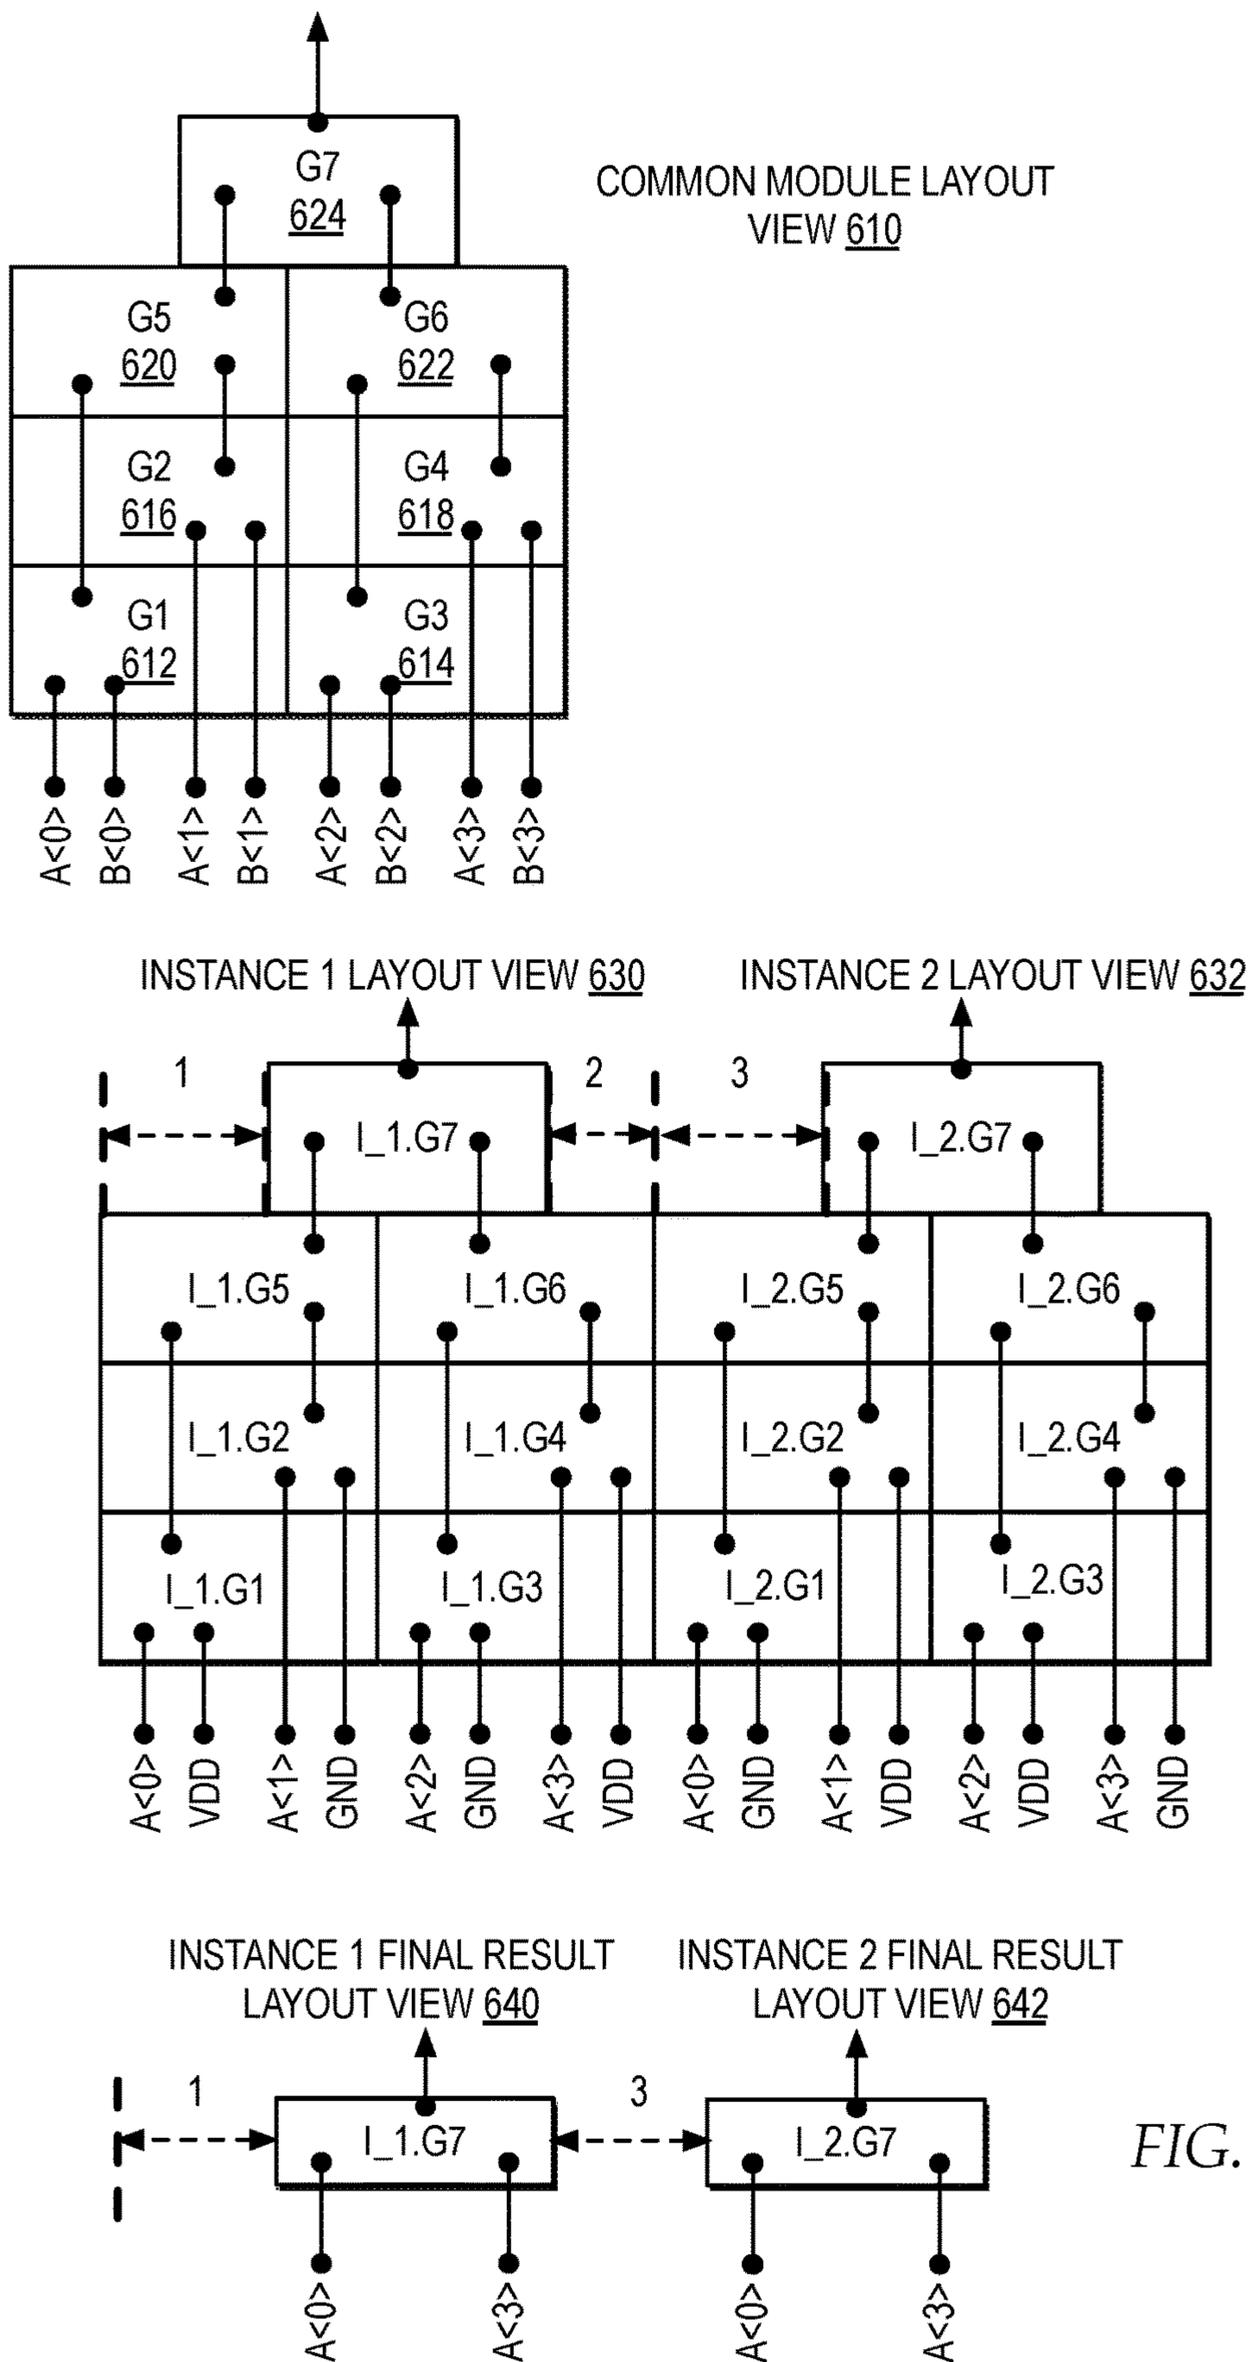 G7
624
COMMON MODULE LAYOUT
VIEW 610
G5
620
G6
622
G2
616
G4
618
G1
612
G3
614
A<0> B<0> A<1> B<1> A<2> B<2> A<3> B<3>
INSTANCE 1 LAYOUT VIEW 630
INSTANCE 2 LAYOUT VIEW 632
1 2 3
I_1.G7 I_2.G7
I_1.G5 I_1.G6 I_2.G5 I_2.G6
I_1.G2 I_1.G4 I_2.G2 I_2.G4
I_1.G1 I_1.G3 I_2.G1 I_2.G3
A<0> VDD A<1> GND A<2> GND A<3> VDD A<0> GND A<1> VDD A<2> VDD A<3> GND
INSTANCE 1 FINAL RESULT
LAYOUT VIEW 640
INSTANCE 2 FINAL RESULT
LAYOUT VIEW 642
1 3
I_1.G7 I_2.G7
FIG.
A<0> A<3> A<0> A<3>